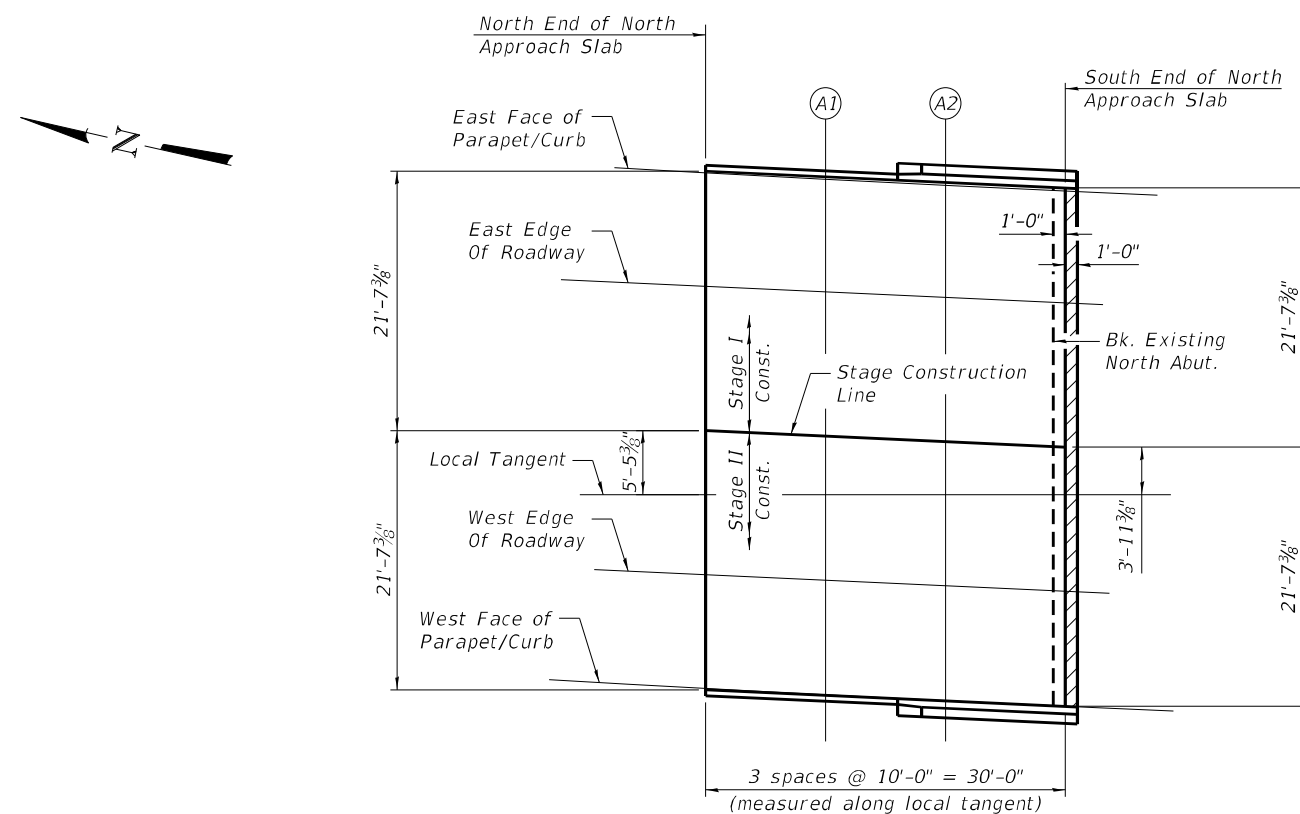 North End of North
Approach Slab
South End of North
Approach Slab
A1
A2
East Face of
Parapet/Curb
N
1'-0"
1'-0"
East Edge
Of Roadway
21'-7⅜"
21'-7⅜"
Bk. Existing
North Abut.
Stage I
Const.
Stage Construction
Line
5'-5⅜"
Local Tangent
Stage II
Const.
3'-11⅜"
West Edge
Of Roadway
21'-7⅜"
21'-7⅜"
West Face of
Parapet/Curb
3 spaces @ 10'-0" = 30'-0"
(measured along local tangent)